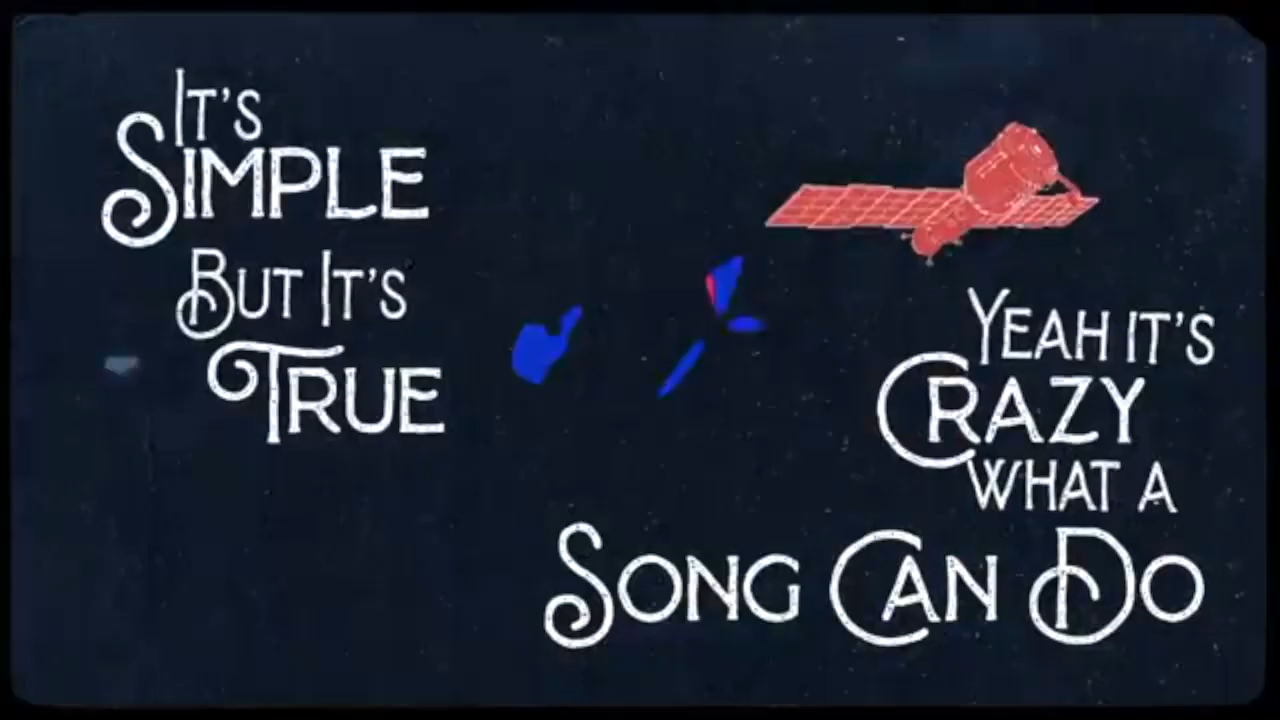 It's
Simple
But It's
True
Yeah it's
Crazy
what a
Song Can Do